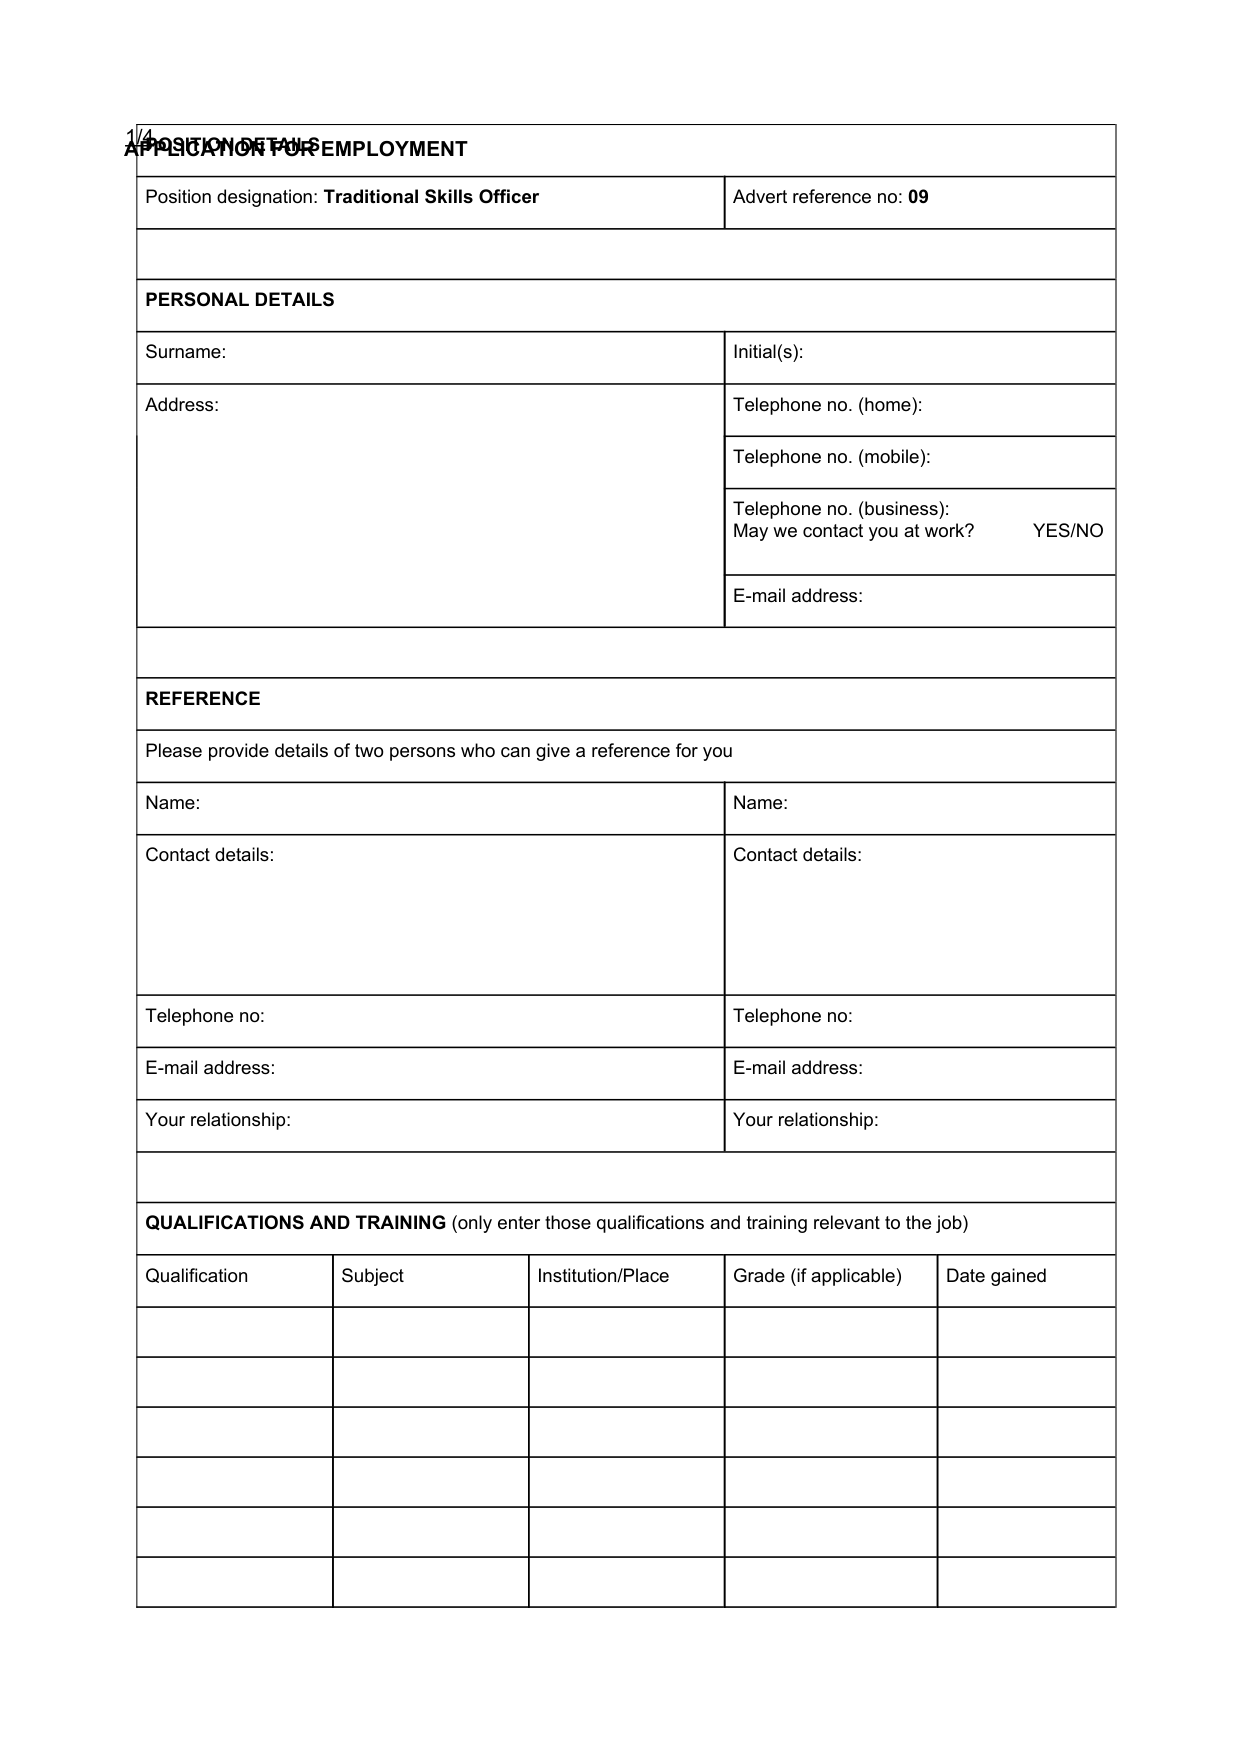 1/4
POSITION DETAILS
APPLICATION FOR EMPLOYMENT
Position designation: Traditional Skills Officer
Advert reference no: 09
PERSONAL DETAILS
Surname:
Initial(s):
Address:
Telephone no. (home):
Telephone no. (mobile):
Telephone no. (business):
May we contact you at work? YES/NO
E-mail address:
REFERENCE
Please provide details of two persons who can give a reference for you
Name:
Name:
Contact details:
Contact details:
Telephone no:
Telephone no:
E-mail address:
E-mail address:
Your relationship:
Your relationship:
QUALIFICATIONS AND TRAINING (only enter those qualifications and training relevant to the job)
Qualification
Subject
Institution/Place
Grade (if applicable)
Date gained